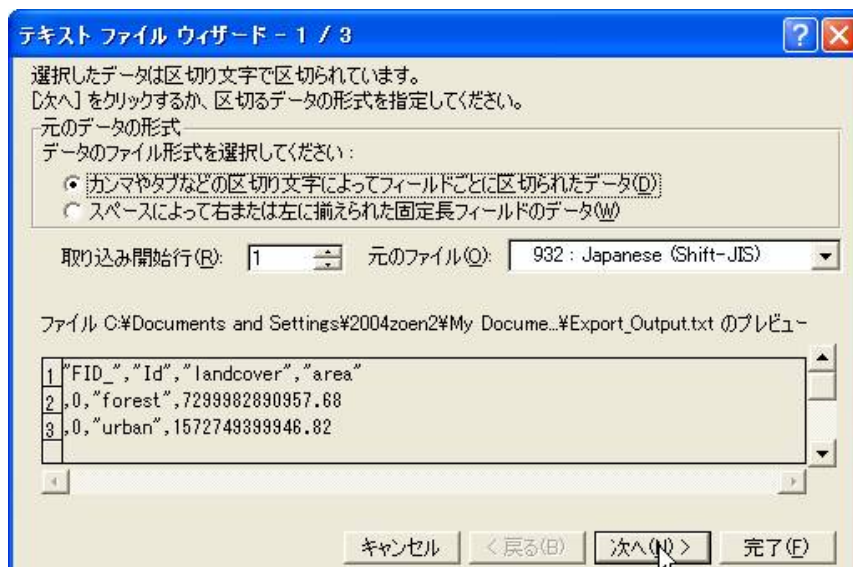 テキスト ファイル ウィザード - 1 / 3
選択したデータは区切り文字で区切られています。
[次へ] をクリックするか、区切るデータの形式を指定してください。
元のデータの形式
データのファイル形式を選択してください:
カンマやタブなどの区切り文字によってフィールドごとに区切られたデータ(D)
スペースによって右または左に揃えられた固定長フィールドのデータ(W)
取り込み開始行(R): 1 元のファイル(O): 932 : Japanese (Shift-JIS)
ファイル C:¥Documents and Settings¥2004zoen2¥My Docume...¥Export_Output.txt のプレビュー
1 "FID_","Id","landcover","area"
2 ,0,"forest",7299982890957.68
3 ,0,"urban",1572749399946.82
キャンセル < 戻る(B) 次へ(N) > 完了(F)